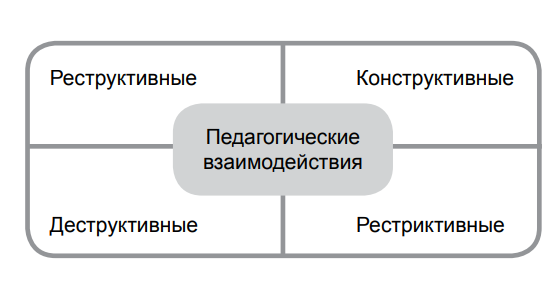 Реструктивные
Конструктивные
Педагогические
взаимодействия
Деструктивные
Рестриктивные